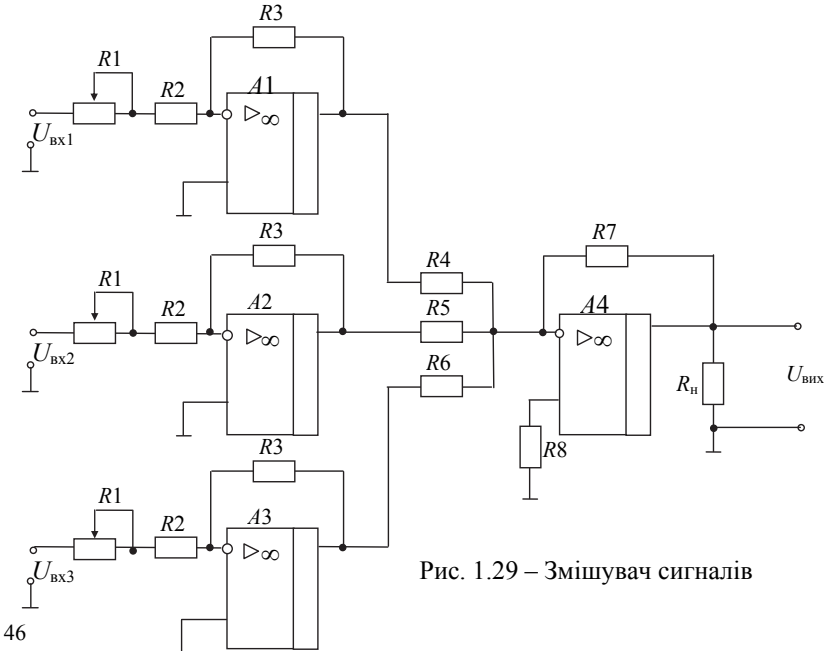 R3
R1
R2
A1
▷∞
Uвх1
R3
R1
R2
A2
▷∞
Uвх2
R4
R5
R6
R7
A4
▷∞
R8
Rн
Uвих
R3
R1
R2
A3
▷∞
Uвх3
Рис. 1.29 – Змішувач сигналів
46